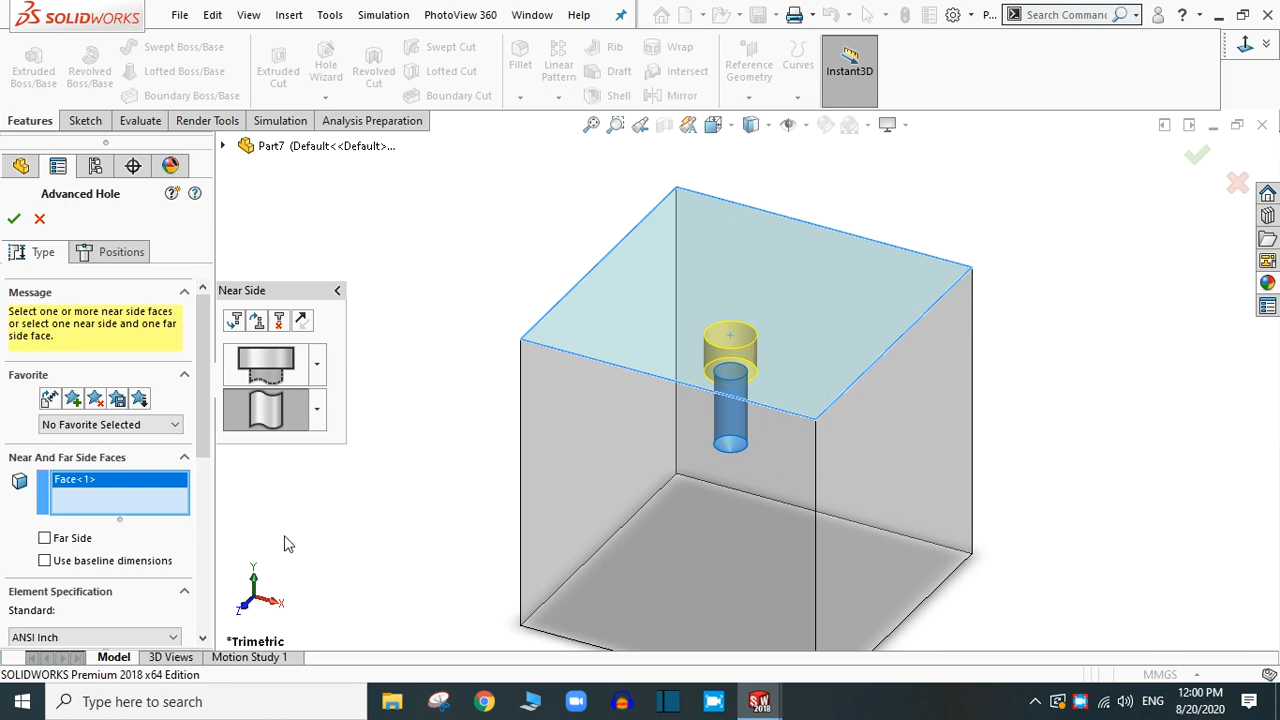 SOLIDWORKS File Edit View Insert Tools Simulation PhotoView 360 Window Help P... Search Commanc ?
Extruded Boss/Base
Revolved Boss/Base
Swept Boss/Base
Lofted Boss/Base
Boundary Boss/Base
Extruded Cut
Hole Wizard
Revolved Cut
Swept Cut
Lofted Cut
Boundary Cut
Fillet
Linear Pattern
Rib
Draft
Shell
Wrap
Intersect
Mirror
Reference Geometry
Curves
Instant3D
Features Sketch Evaluate Render Tools Simulation Analysis Preparation
Part7 (Default<<Default>...
Advanced Hole
Type Positions
Message
Select one or more near side faces
or select one near side and one far
side face.
Favorite
No Favorite Selected
Near And Far Side Faces
Face<1>
Far Side
Use baseline dimensions
Element Specification
Standard:
ANSI Inch
Near Side
Y
X
Z
*Trimetric
Model 3D Views Motion Study 1
SOLIDWORKS Premium 2018 x64 Edition MMGS
Type here to search
SW
2018
ENG
12:00 PM
8/20/2020